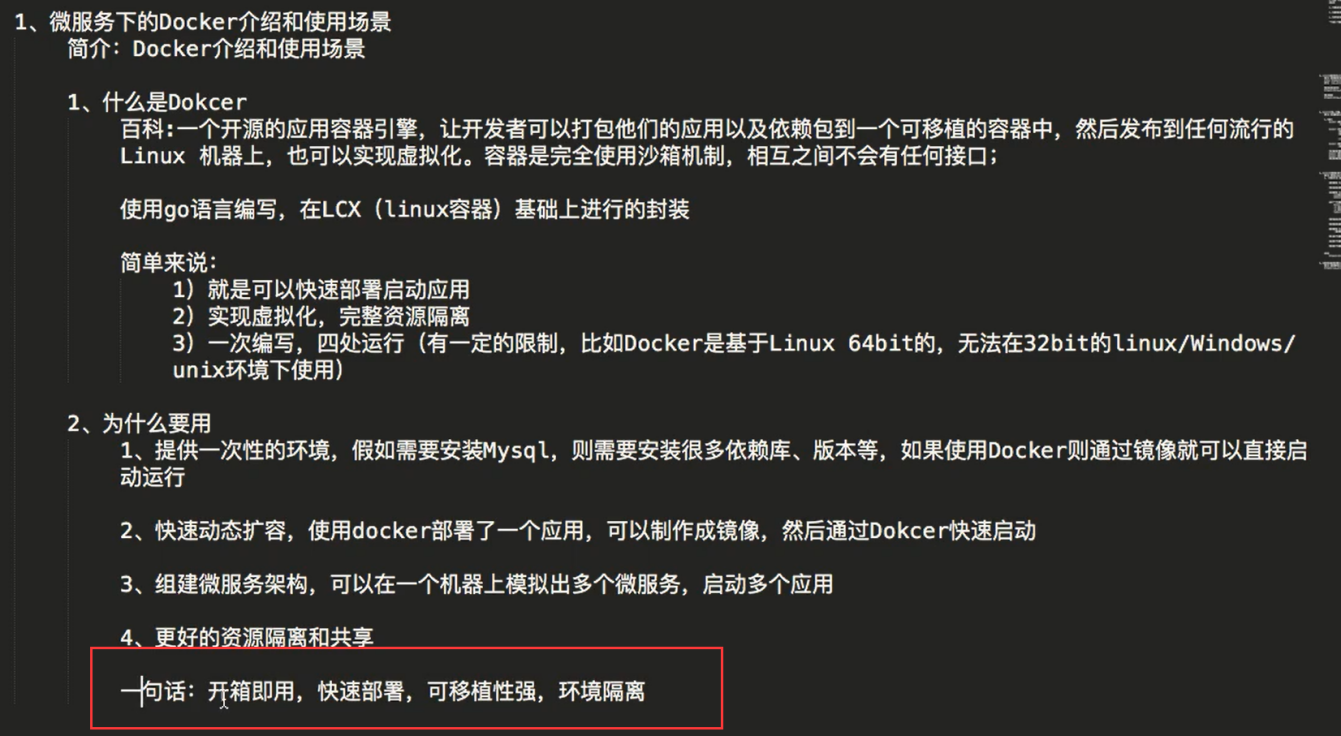 1、微服务下的Docker介绍和使用场景
简介：Docker介绍和使用场景
1、什么是Dokcer
百科:一个开源的应用容器引擎，让开发者可以打包他们的应用以及依赖包到一个可移植的容器中，然后发布到任何流行的
Linux 机器上，也可以实现虚拟化。容器是完全使用沙箱机制，相互之间不会有任何接口；
使用go语言编写，在LCX（linux容器）基础上进行的封装
简单来说：
1）就是可以快速部署启动应用
2）实现虚拟化，完整资源隔离
3）一次编写，四处运行（有一定的限制，比如Docker是基于Linux 64bit的，无法在32bit的linux/Windows/
unix环境下使用）
2、为什么要用
1、提供一次性的环境，假如需要安装Mysql，则需要安装很多依赖库、版本等，如果使用Docker则通过镜像就可以直接启
动运行
2、快速动态扩容，使用docker部署了一个应用，可以制作成镜像，然后通过Dokcer快速启动
3、组建微服务架构，可以在一个机器上模拟出多个微服务，启动多个应用
4、更好的资源隔离和共享
一句话：开箱即用，快速部署，可移植性强，环境隔离